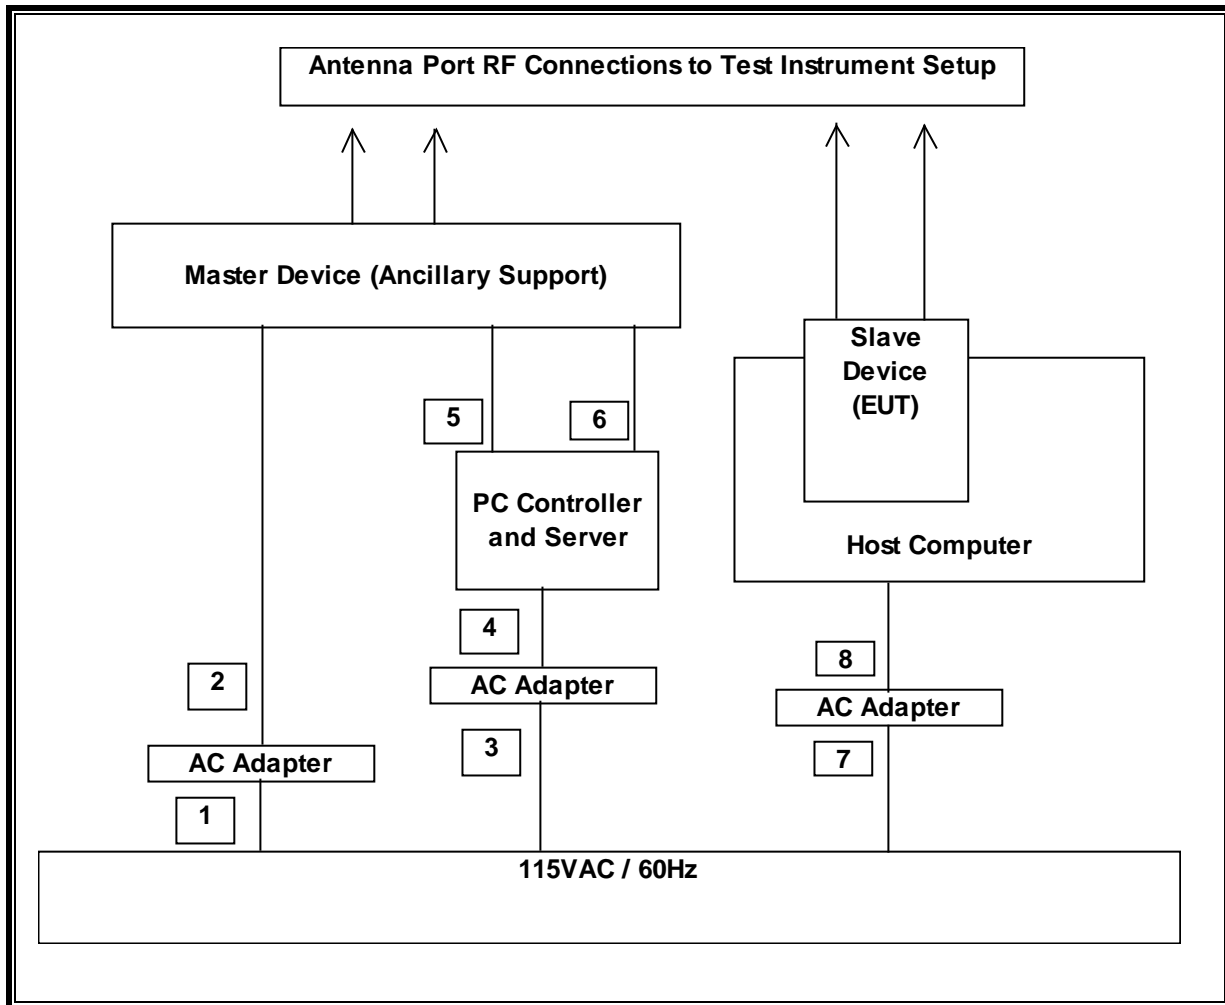 Antenna Port RF Connections to Test Instrument Setup
Master Device (Ancillary Support)
Slave
Device
(EUT)
5
6
PC Controller
and Server
Host Computer
4
8
2
AC Adapter
AC Adapter
3
7
AC Adapter
1
115VAC / 60Hz